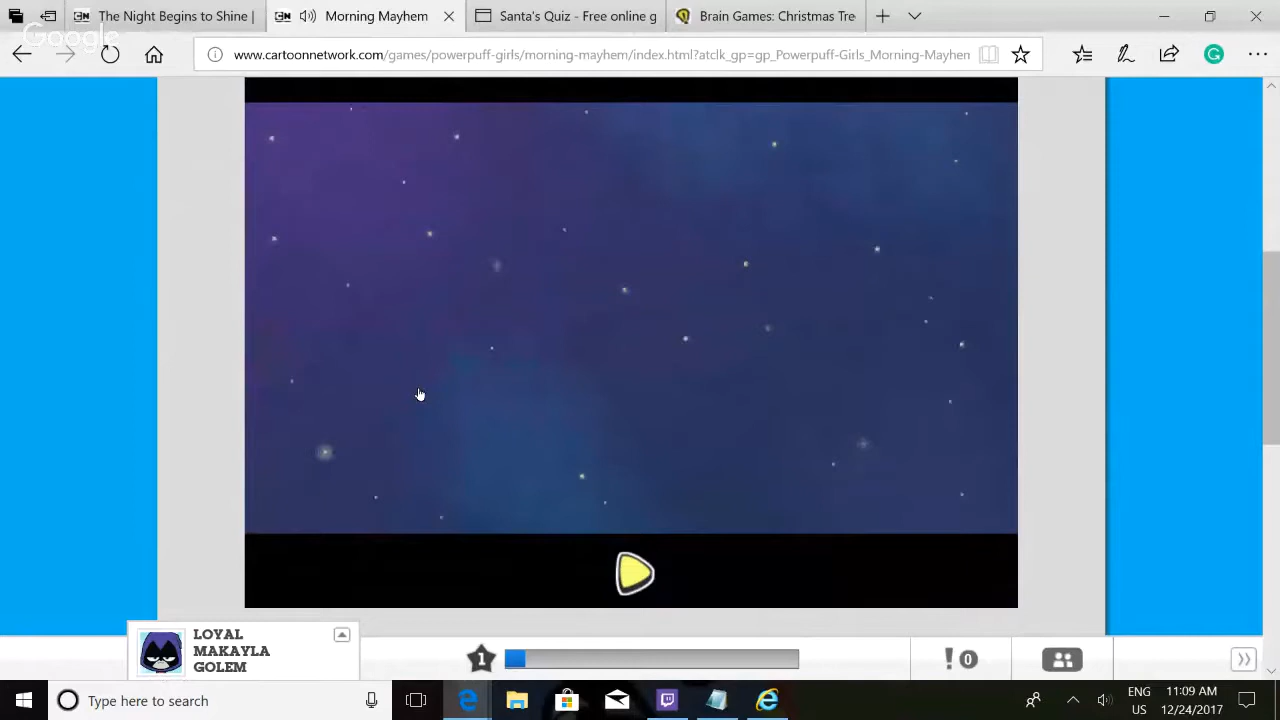 CN The Night Begins to Shine |
CN Morning Mayhem
Santa's Quiz - Free online g
Brain Games: Christmas Tre
Google
www.cartoonnetwork.com/games/powerpuff-girls/morning-mayhem/index.html?atclk_gp=gp_Powerpuff-Girls_Morning-Mayhem
LOYAL
MAKAYLA
GOLEM
1
!0
Type here to search
ENG
US
11:09 AM
12/24/2017